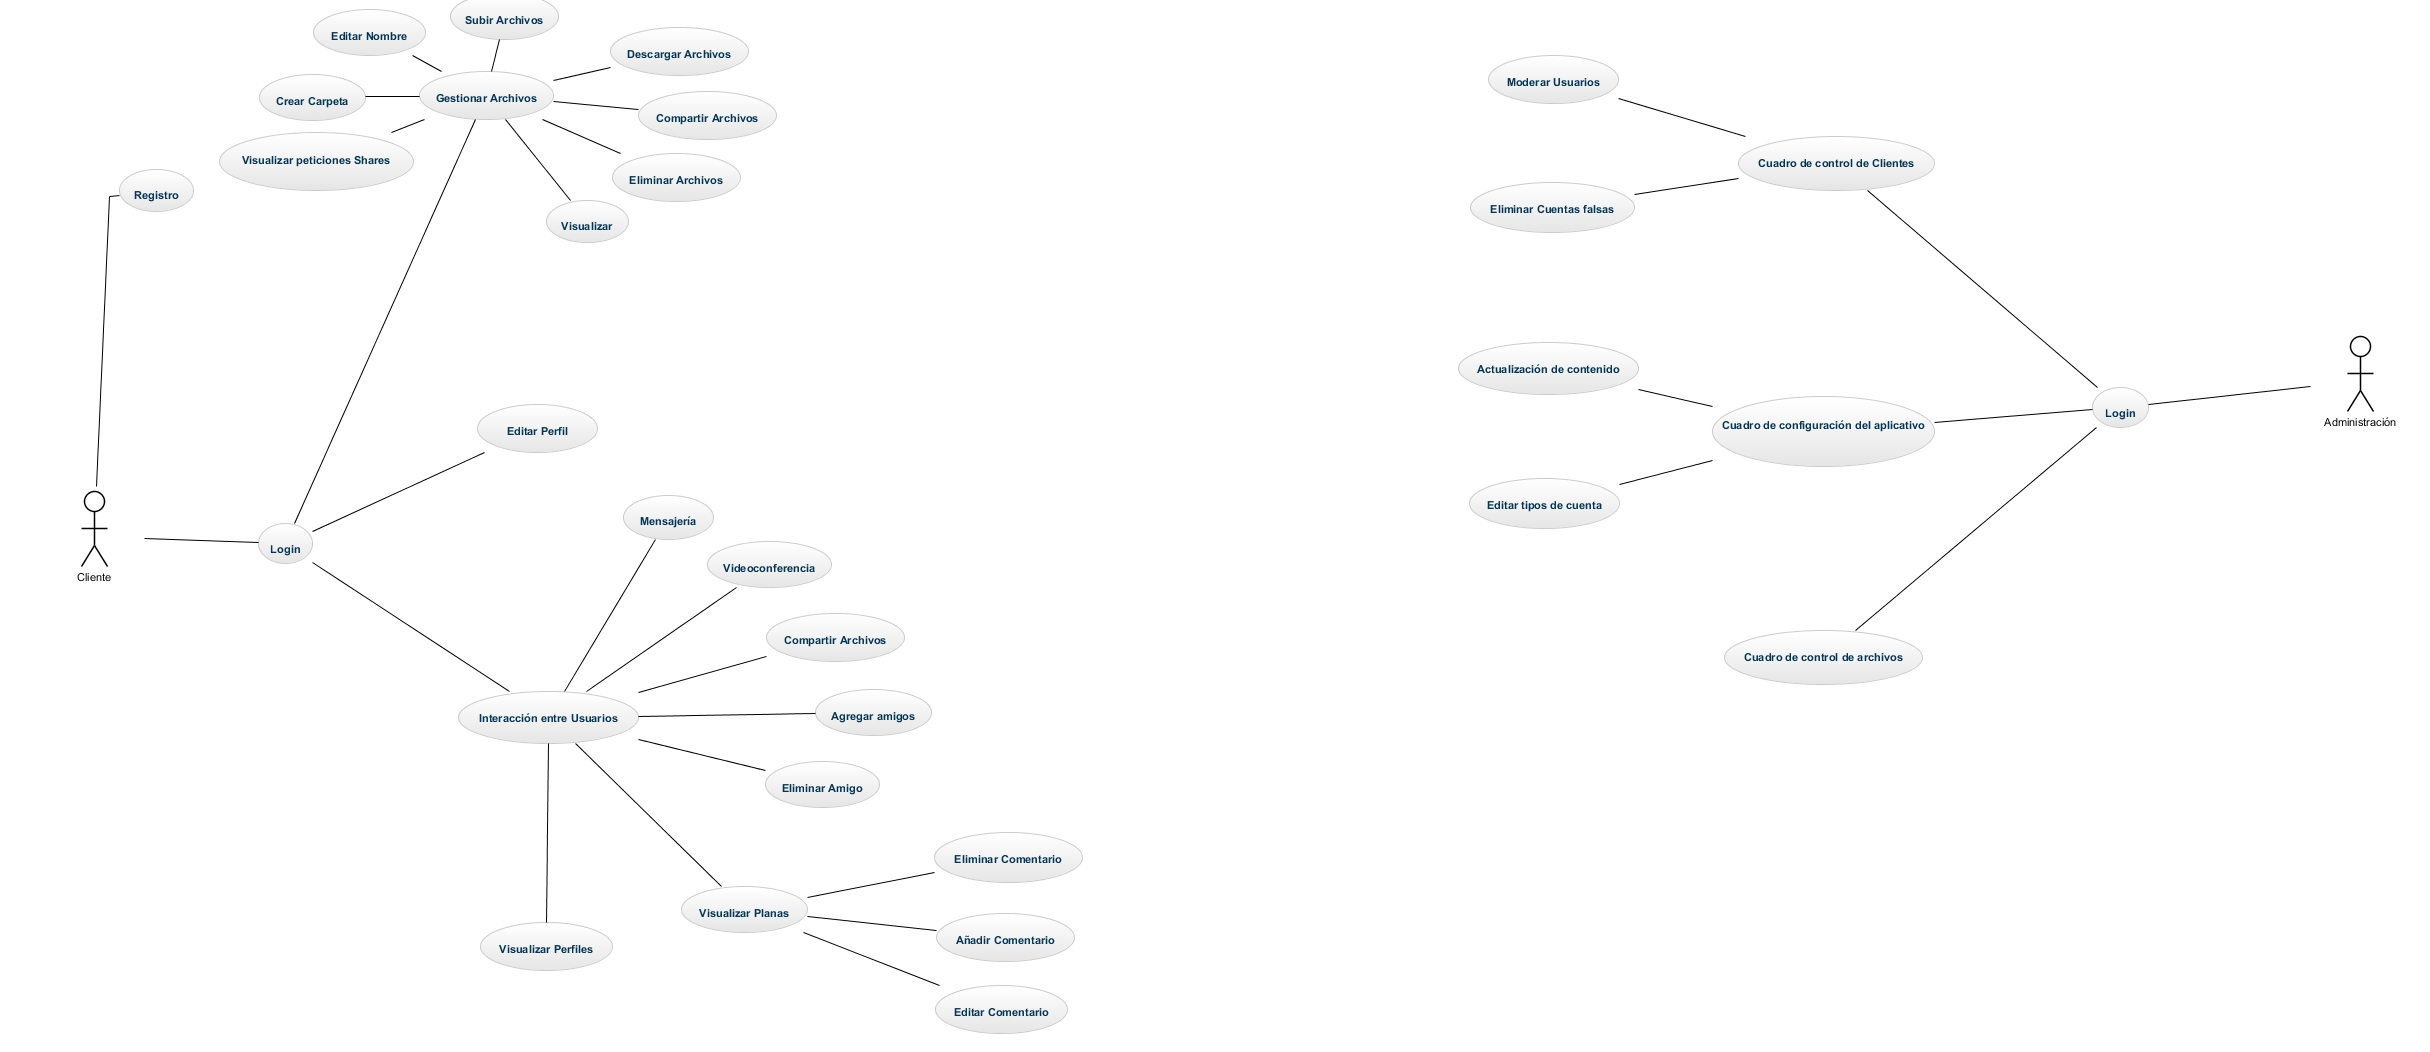 Subir Archivos
Editar Nombre
Descargar Archivos
Gestionar Archivos
Crear Carpeta
Compartir Archivos
Visualizar peticiones Shares
Eliminar Archivos
Registro
Visualizar
Editar Perfil
Mensajería
Login
Videoconferencia
Cliente
Compartir Archivos
Interacción entre Usuarios
Agregar amigos
Eliminar Amigo
Eliminar Comentario
Visualizar Planas
Añadir Comentario
Visualizar Perfiles
Editar Comentario
Moderar Usuarios
Cuadro de control de Clientes
Eliminar Cuentas falsas
Actualización de contenido
Login
Administración
Cuadro de configuración del aplicativo
Editar tipos de cuenta
Cuadro de control de archivos